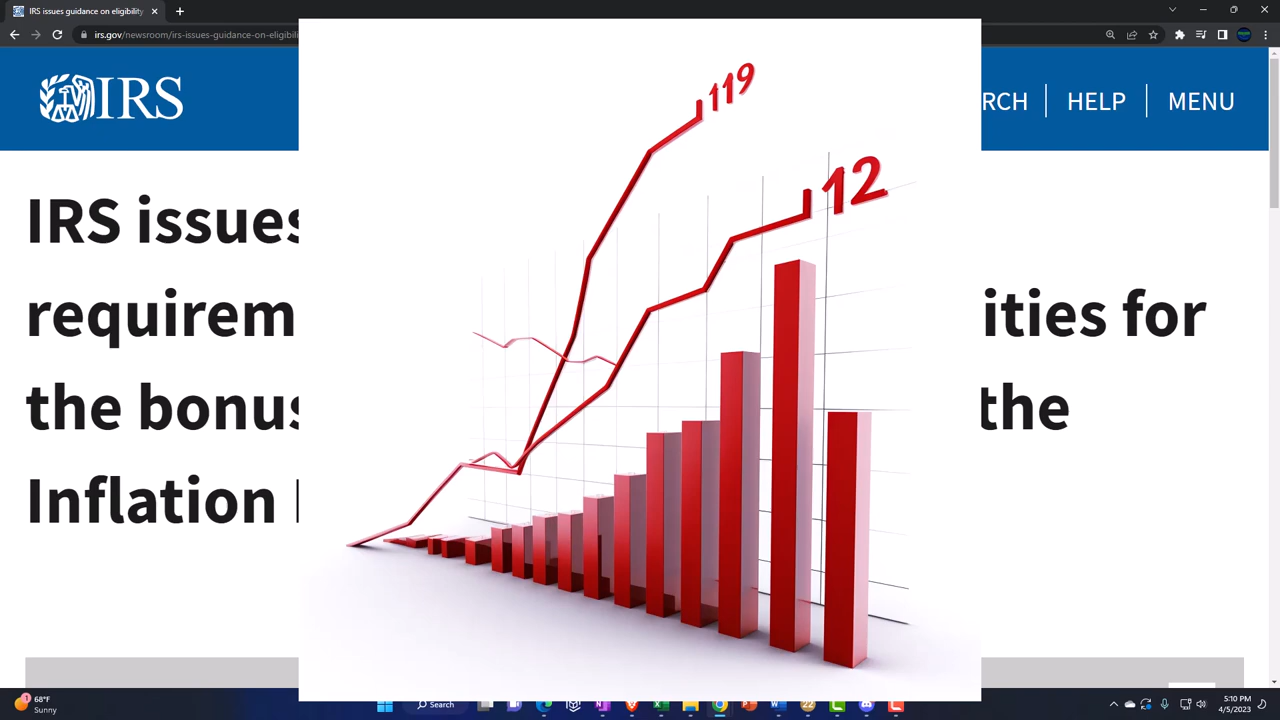 IRS issues guidance on eligibility
irs.gov/newsroom/irs-issues-guidance-on-eligibili
IRS
RCH
HELP
MENU
119
12
IRS issues
requirem
ities for
the bonus
the
Inflation
68°F
Sunny
Search
5:10 PM
4/5/2023